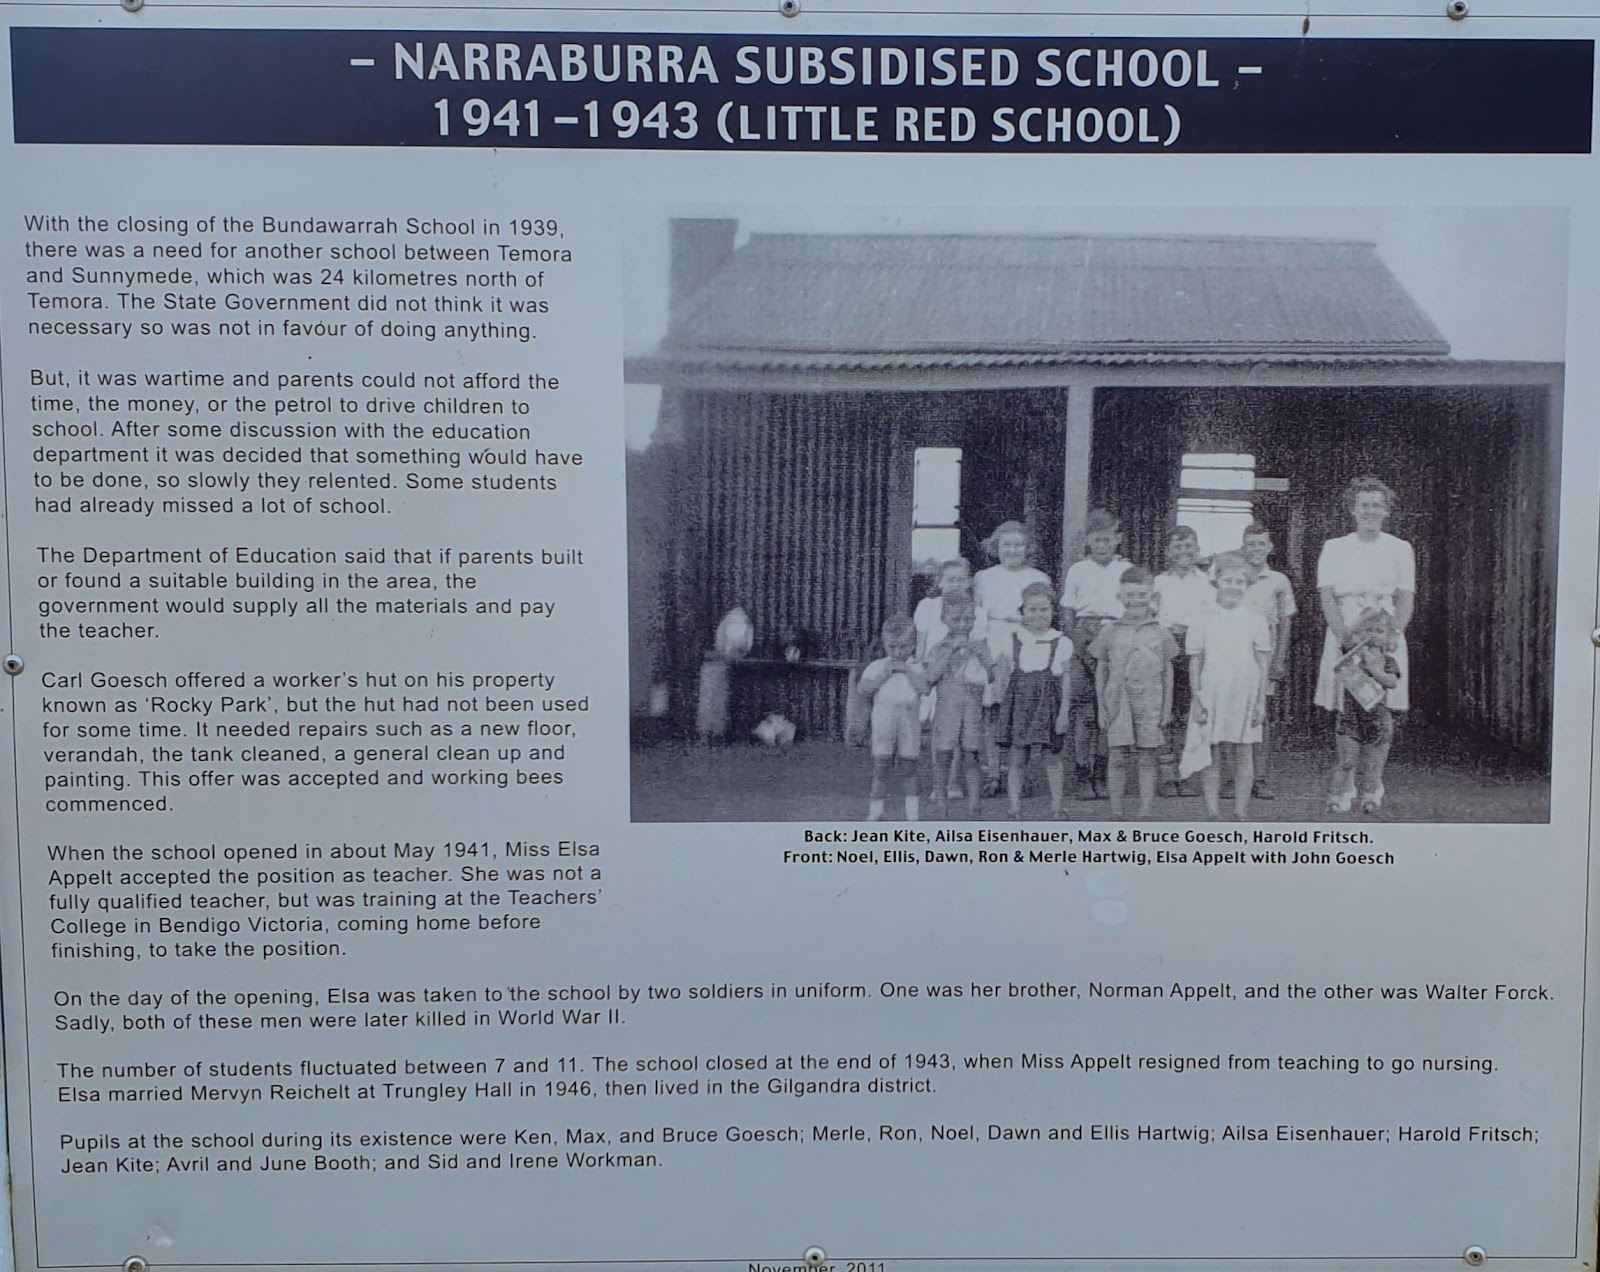 – NARRABURRA SUBSIDISED SCHOOL –
1941–1943 (LITTLE RED SCHOOL)
With the closing of the Bundawarrah School in 1939,
there was a need for another school between Temora
and Sunnymede, which was 24 kilometres north of
Temora. The State Government did not think it was
necessary so was not in favour of doing anything.
But, it was wartime and parents could not afford the
time, the money, or the petrol to drive children to
school. After some discussion with the education
department it was decided that something would have
to be done, so slowly they relented. Some students
had already missed a lot of school.
The Department of Education said that if parents built
or found a suitable building in the area, the
government would supply all the materials and pay
the teacher.
Carl Goesch offered a worker's hut on his property
known as ‘Rocky Park’, but the hut had not been used
for some time. It needed repairs such as a new floor,
verandah, the tank cleaned, a general clean up and
painting. This offer was accepted and working bees
commenced.
When the school opened in about May 1941, Miss Elsa
Appelt accepted the position as teacher. She was not a
fully qualified teacher, but was training at the Teachers’
College in Bendigo Victoria, coming home before
finishing, to take the position.
Back: Jean Kite, Ailsa Eisenhauer, Max & Bruce Goesch, Harold Fritsch.
Front: Noel, Ellis, Dawn, Ron & Merle Hartwig, Elsa Appelt with John Goesch
On the day of the opening, Elsa was taken to the school by two soldiers in uniform. One was her brother, Norman Appelt, and the other was Walter Forck.
Sadly, both of these men were later killed in World War II.
The number of students fluctuated between 7 and 11. The school closed at the end of 1943, when Miss Appelt resigned from teaching to go nursing.
Elsa married Mervyn Reichelt at Trungley Hall in 1946, then lived in the Gilgandra district.
Pupils at the school during its existence were Ken, Max, and Bruce Goesch; Merle, Ron, Noel, Dawn and Ellis Hartwig; Ailsa Eisenhauer; Harold Fritsch;
Jean Kite; Avril and June Booth; and Sid and Irene Workman.
November 2011